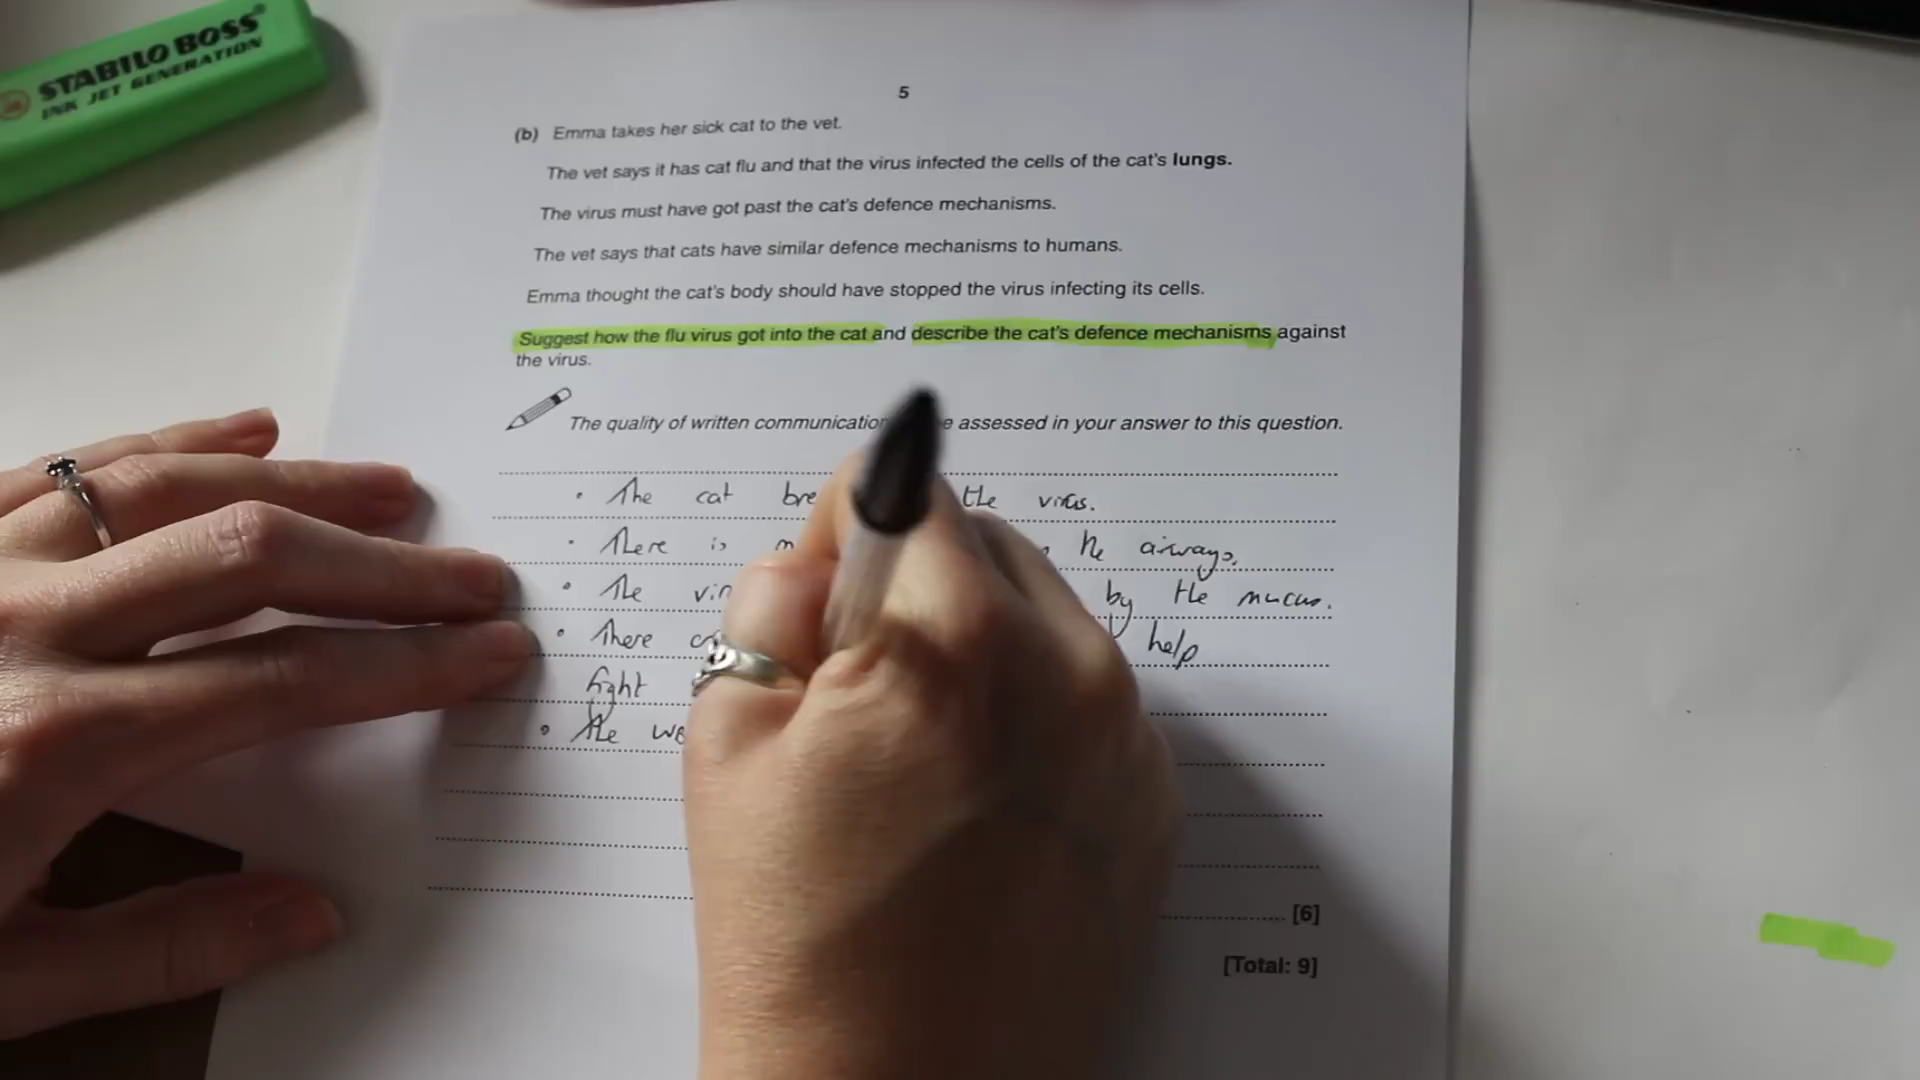 STABILO BOSS
INK JET GENERATION
5
(b) Emma takes her sick cat to the vet.
The vet says it has cat flu and that the virus infected the cells of the cat's lungs.
The virus must have got past the cat's defence mechanisms.
The vet says that cats have similar defence mechanisms to humans.
Emma thought the cat's body should have stopped the virus infecting its cells.
Suggest how the flu virus got into the cat and describe the cat's defence mechanisms against
the virus.
The quality of written communication assessed in your answer to this question.
• The cat the virus.
• There is the airways.
• The by the mucus.
• There help
fight
• The
[6]
[Total: 9]